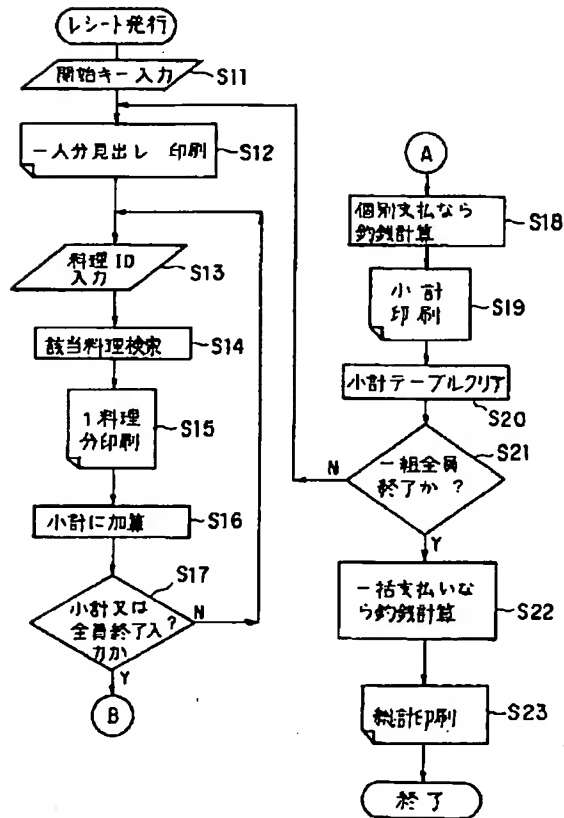 レシート発行
開始キー入力
S11
一人分見出し 印刷
S12
料理ID
入力
S13
該当料理検索
S14
1料理
分印刷
S15
小計に加算
S16
S17
小計又は?
全員終了入
力か
N
Y
B
A
個別支払なら
釣銭計算
S18
小計
印刷
S19
小計テーブルクリア
S20
S21
一組全員
終了か ?
N
Y
一括支払いな
ら釣銭計算
S22
総計印刷
S23
終了